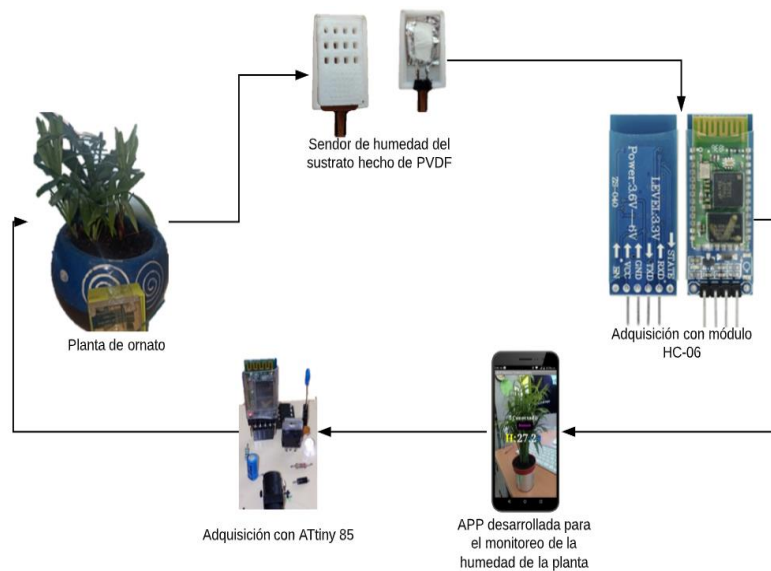 Sendor de humedad del
sustrato hecho de PVDF
Planta de ornato
ZS-040
Power:3.6V---6V
LEVEL:3.3V
EN
VCC
GND
TXD
RXD
STATE
Adquisición con módulo
HC-06
H:27.2
Adquisición con ATtiny 85
APP desarrollada para
el monitoreo de la
humedad de la planta